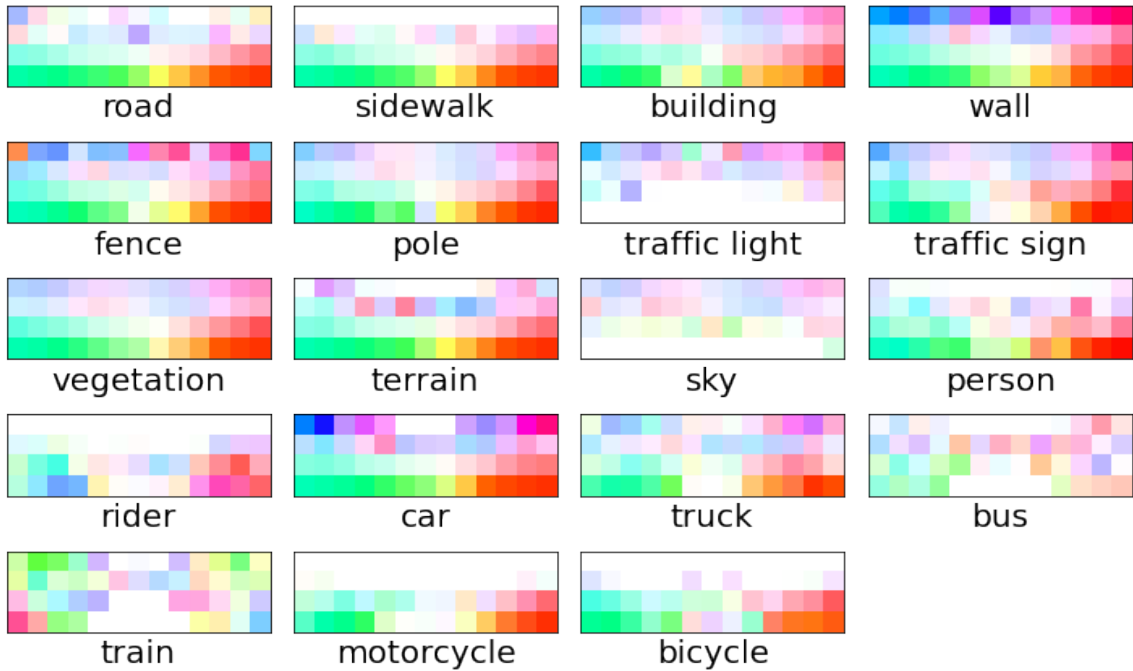 road sidewalk building wall
fence pole traffic light traffic sign
vegetation terrain sky person
rider car truck bus
train motorcycle bicycle